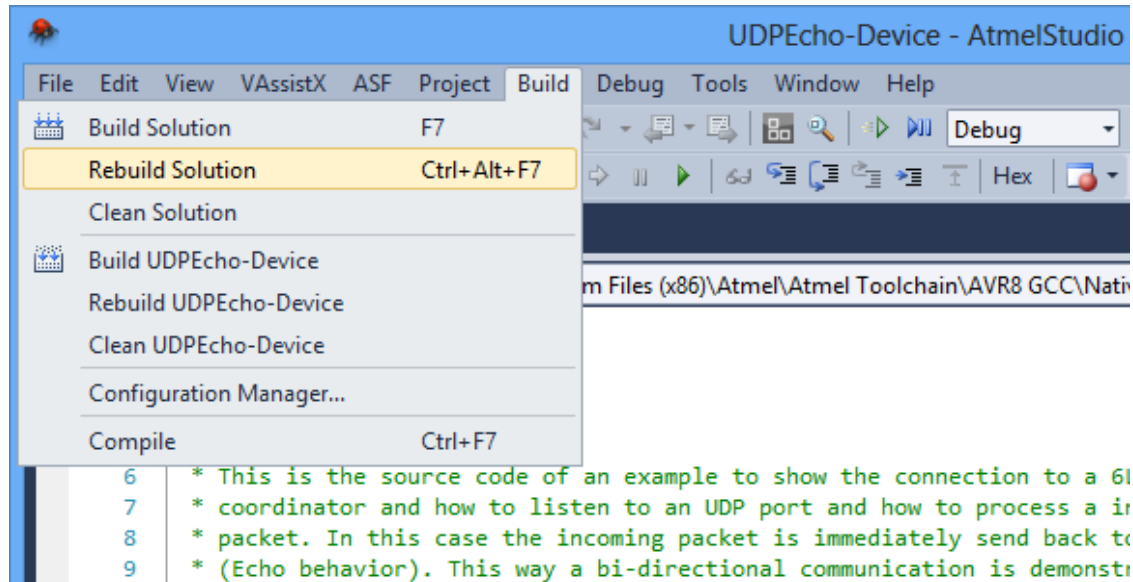 UDPEcho-Device - AtmelStudio
File Edit View VAssistX ASF Project Build Debug Tools Window Help
Build Solution F7
Debug
Rebuild Solution Ctrl+Alt+F7
Hex
Clean Solution
Build UDPEcho-Device
m Files (x86)\Atmel\Atmel Toolchain\AVR8 GCC\Nativ
Rebuild UDPEcho-Device
Clean UDPEcho-Device
Configuration Manager...
Compile Ctrl+F7
6 * This is the source code of an example to show the connection to a 6L
7 * coordinator and how to listen to an UDP port and how to process a in
8 * packet. In this case the incoming packet is immediately send back to
9 * (Echo behavior). This way a bi-directional communication is demonstr